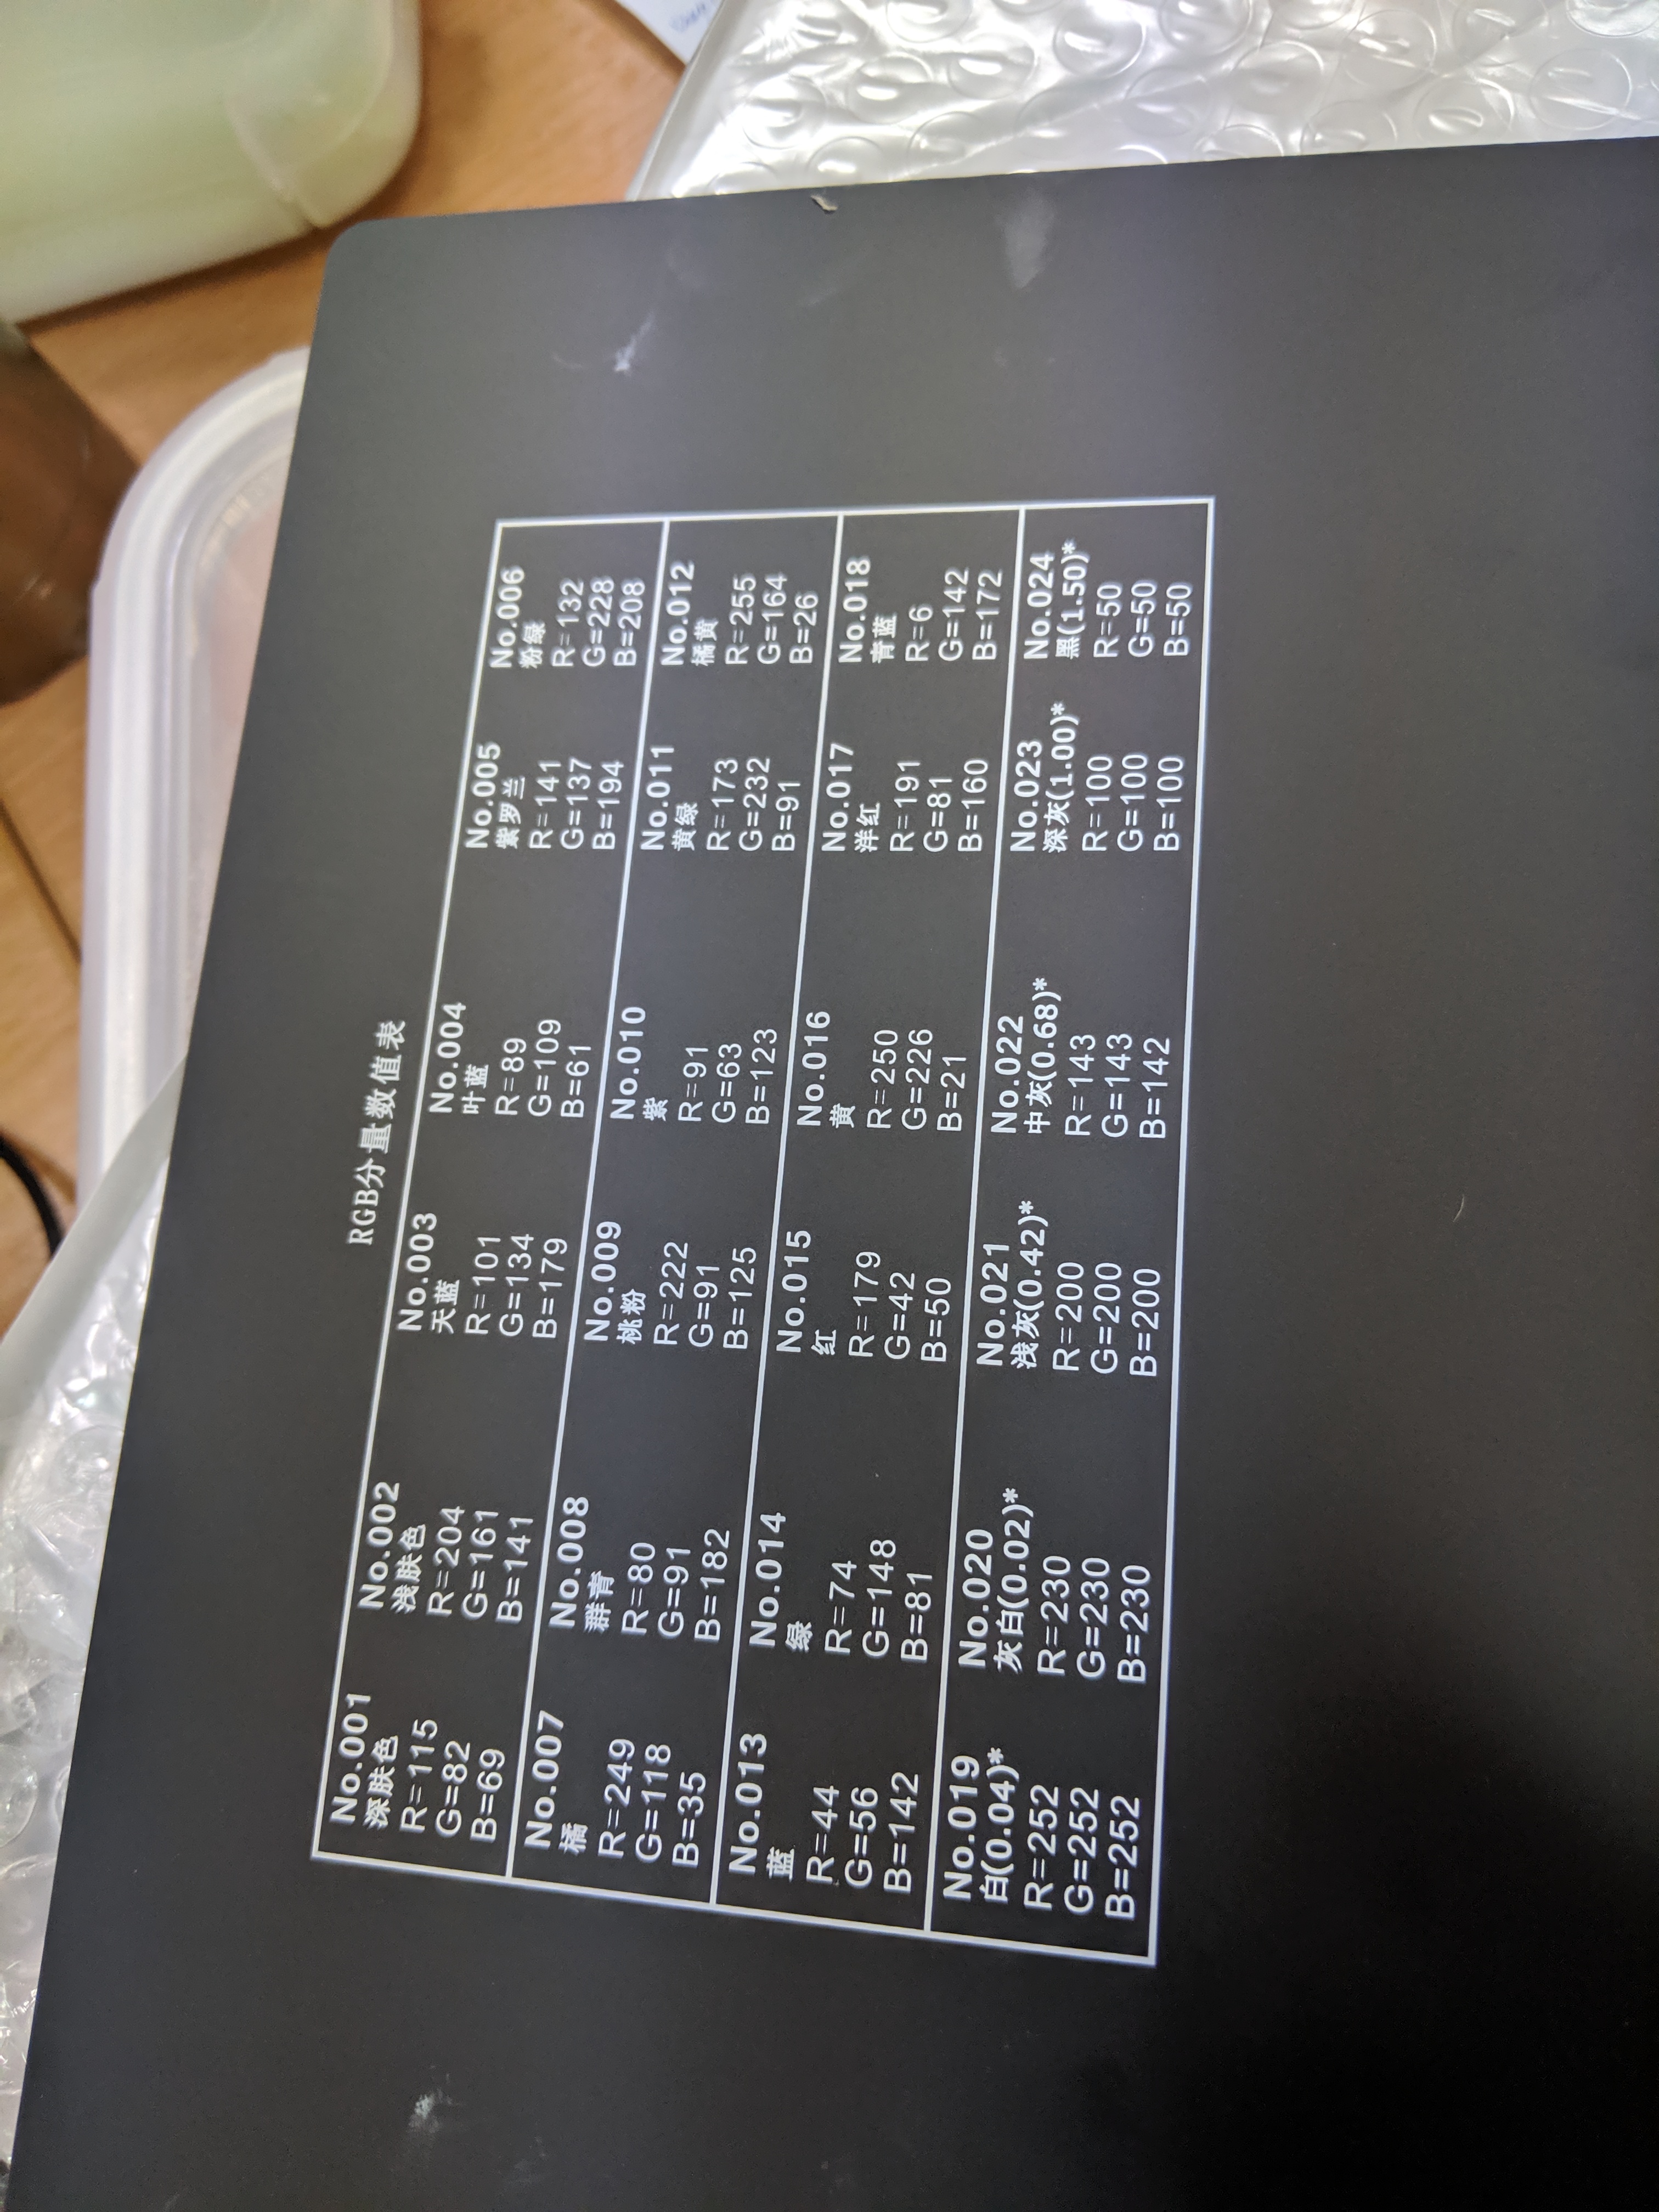 RGB分量数值表
No.001
深肤色
R=115
G=82
B=69
No.002
浅肤色
R=204
G=161
B=141
No.003
天蓝
R=101
G=134
B=179
No.004
叶蓝
R=89
G=109
B=61
No.005
紫罗兰
R=141
G=137
B=194
No.006
粉绿
R=132
G=228
B=208
No.007
橘
R=249
G=118
B=35
No.008
群青
R=80
G=91
B=182
No.009
桃粉
R=222
G=91
B=125
No.010
紫
R=91
G=63
B=123
No.011
黄绿
R=173
G=232
B=91
No.012
橘黄
R=255
G=164
B=26
No.013
蓝
R=44
G=56
B=142
No.014
绿
R=74
G=148
B=81
No.015
红
R=179
G=42
B=50
No.016
黄
R=250
G=226
B=21
No.017
洋红
R=191
G=81
B=160
No.018
青蓝
R=6
G=142
B=172
No.019
白(0.04)*
R=252
G=252
B=252
No.020
灰白(0.02)*
R=230
G=230
B=230
No.021
浅灰(0.42)*
R=200
G=200
B=200
No.022
中灰(0.68)*
R=143
G=143
B=142
No.023
深灰(1.00)*
R=100
G=100
B=100
No.024
黑(1.50)*
R=50
G=50
B=50